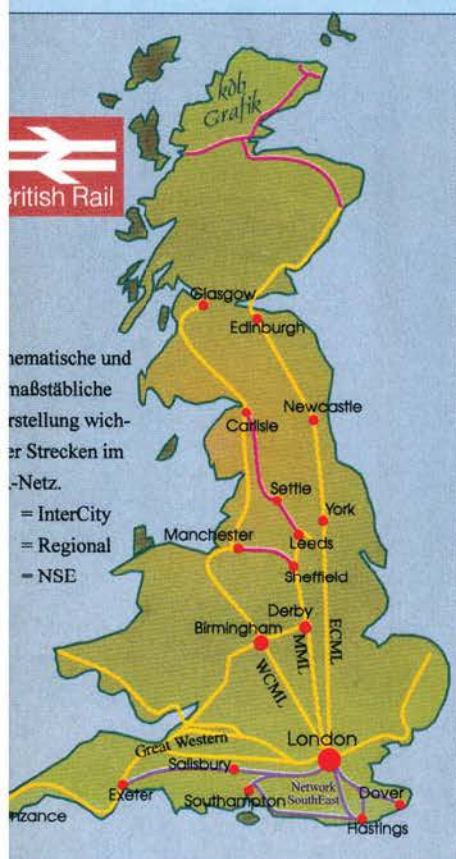 kdh
Grafik
British Rail
Glasgow
Edinburgh
hematische und
maßstäbliche
rstellung wich-
er Strecken im
-Netz.
= InterCity
= Regional
= NSE
Carlisle
Newcastle
Settle
York
Leeds
Manchester
Sheffield
Derby
Birmingham
WCML
MML
ECML
London
Great Western
Salisbury
Exeter
Southampton
Network
SouthEast
Dover
Hastings
nzance